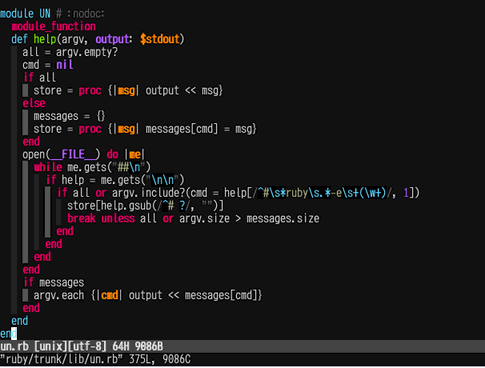 module UN # :nodoc:
  module_function
  def help(argv, output: $stdout)
    all = argv.empty?
    cmd = nil
    if all
      store = proc {|msg| output << msg}
    else
      messages = {}
      store = proc {|msg| messages[cmd] = msg}
    end
    open(__FILE__) do |me|
      while me.gets("##\n")
        if help = me.gets("\n\n")
          if all or argv.include?(cmd = help[/^#\s*ruby\s.*-e\s+(\w+)/, 1])
            store[help.gsub(/^# ?/, "")]
            break unless all or argv.size > messages.size
          end
        end
      end
    end
    if messages
      argv.each {|cmd| output << messages[cmd]}
    end
  end
end
un.rb [unix][utf-8] 64H 9086B
"ruby/trunk/lib/un.rb" 375L, 9086C